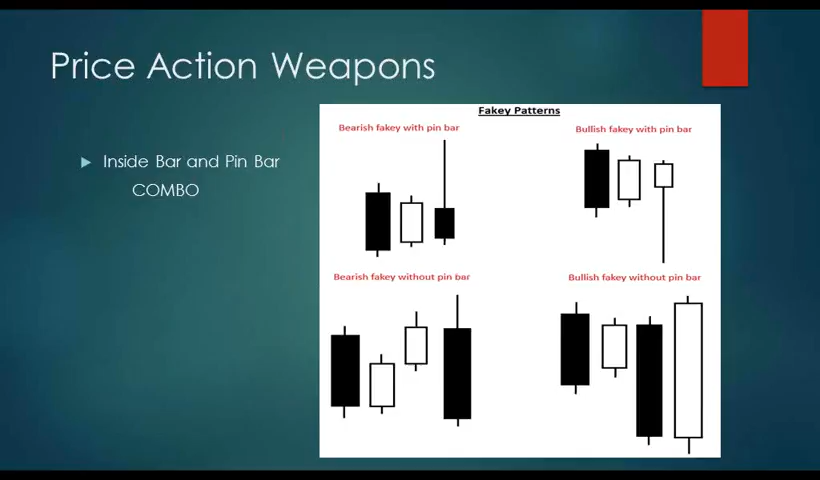 Price Action Weapons
Inside Bar and Pin Bar
COMBO
Fakey Patterns
Bearish fakey with pin bar
Bullish fakey with pin bar
Bearish fakey without pin bar
Bullish fakey without pin bar